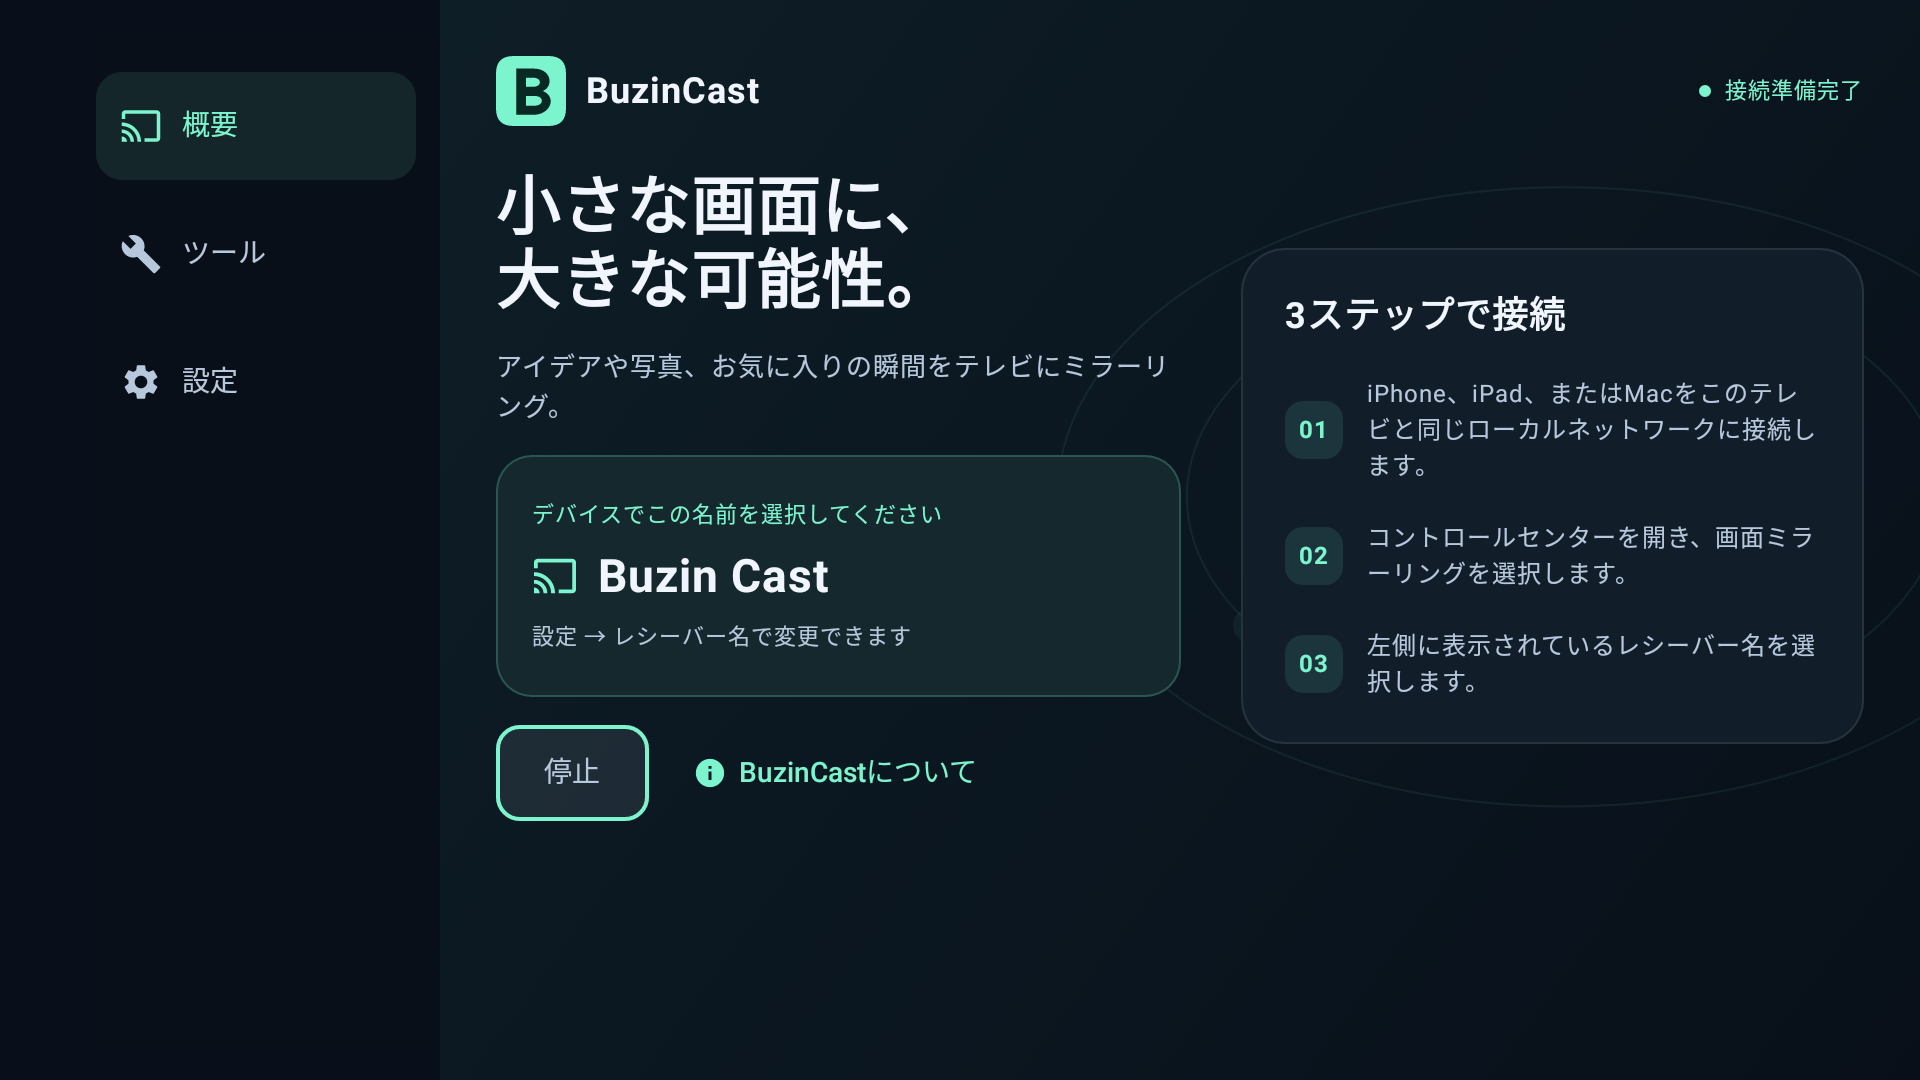 概要
ツール
設定
B BuzinCast
接続準備完了
小さな画面に、
大きな可能性。
アイデアや写真、お気に入りの瞬間をテレビにミラーリ
ング。
デバイスでこの名前を選択してください
Buzin Cast
設定 → レシーバー名で変更できます
停止
BuzinCastについて
3ステップで接続
01
iPhone、iPad、またはMacをこのテレ
ビと同じローカルネットワークに接続し
ます。
02
コントロールセンターを開き、画面ミラ
ーリングを選択します。
03
左側に表示されているレシーバー名を選
択します。